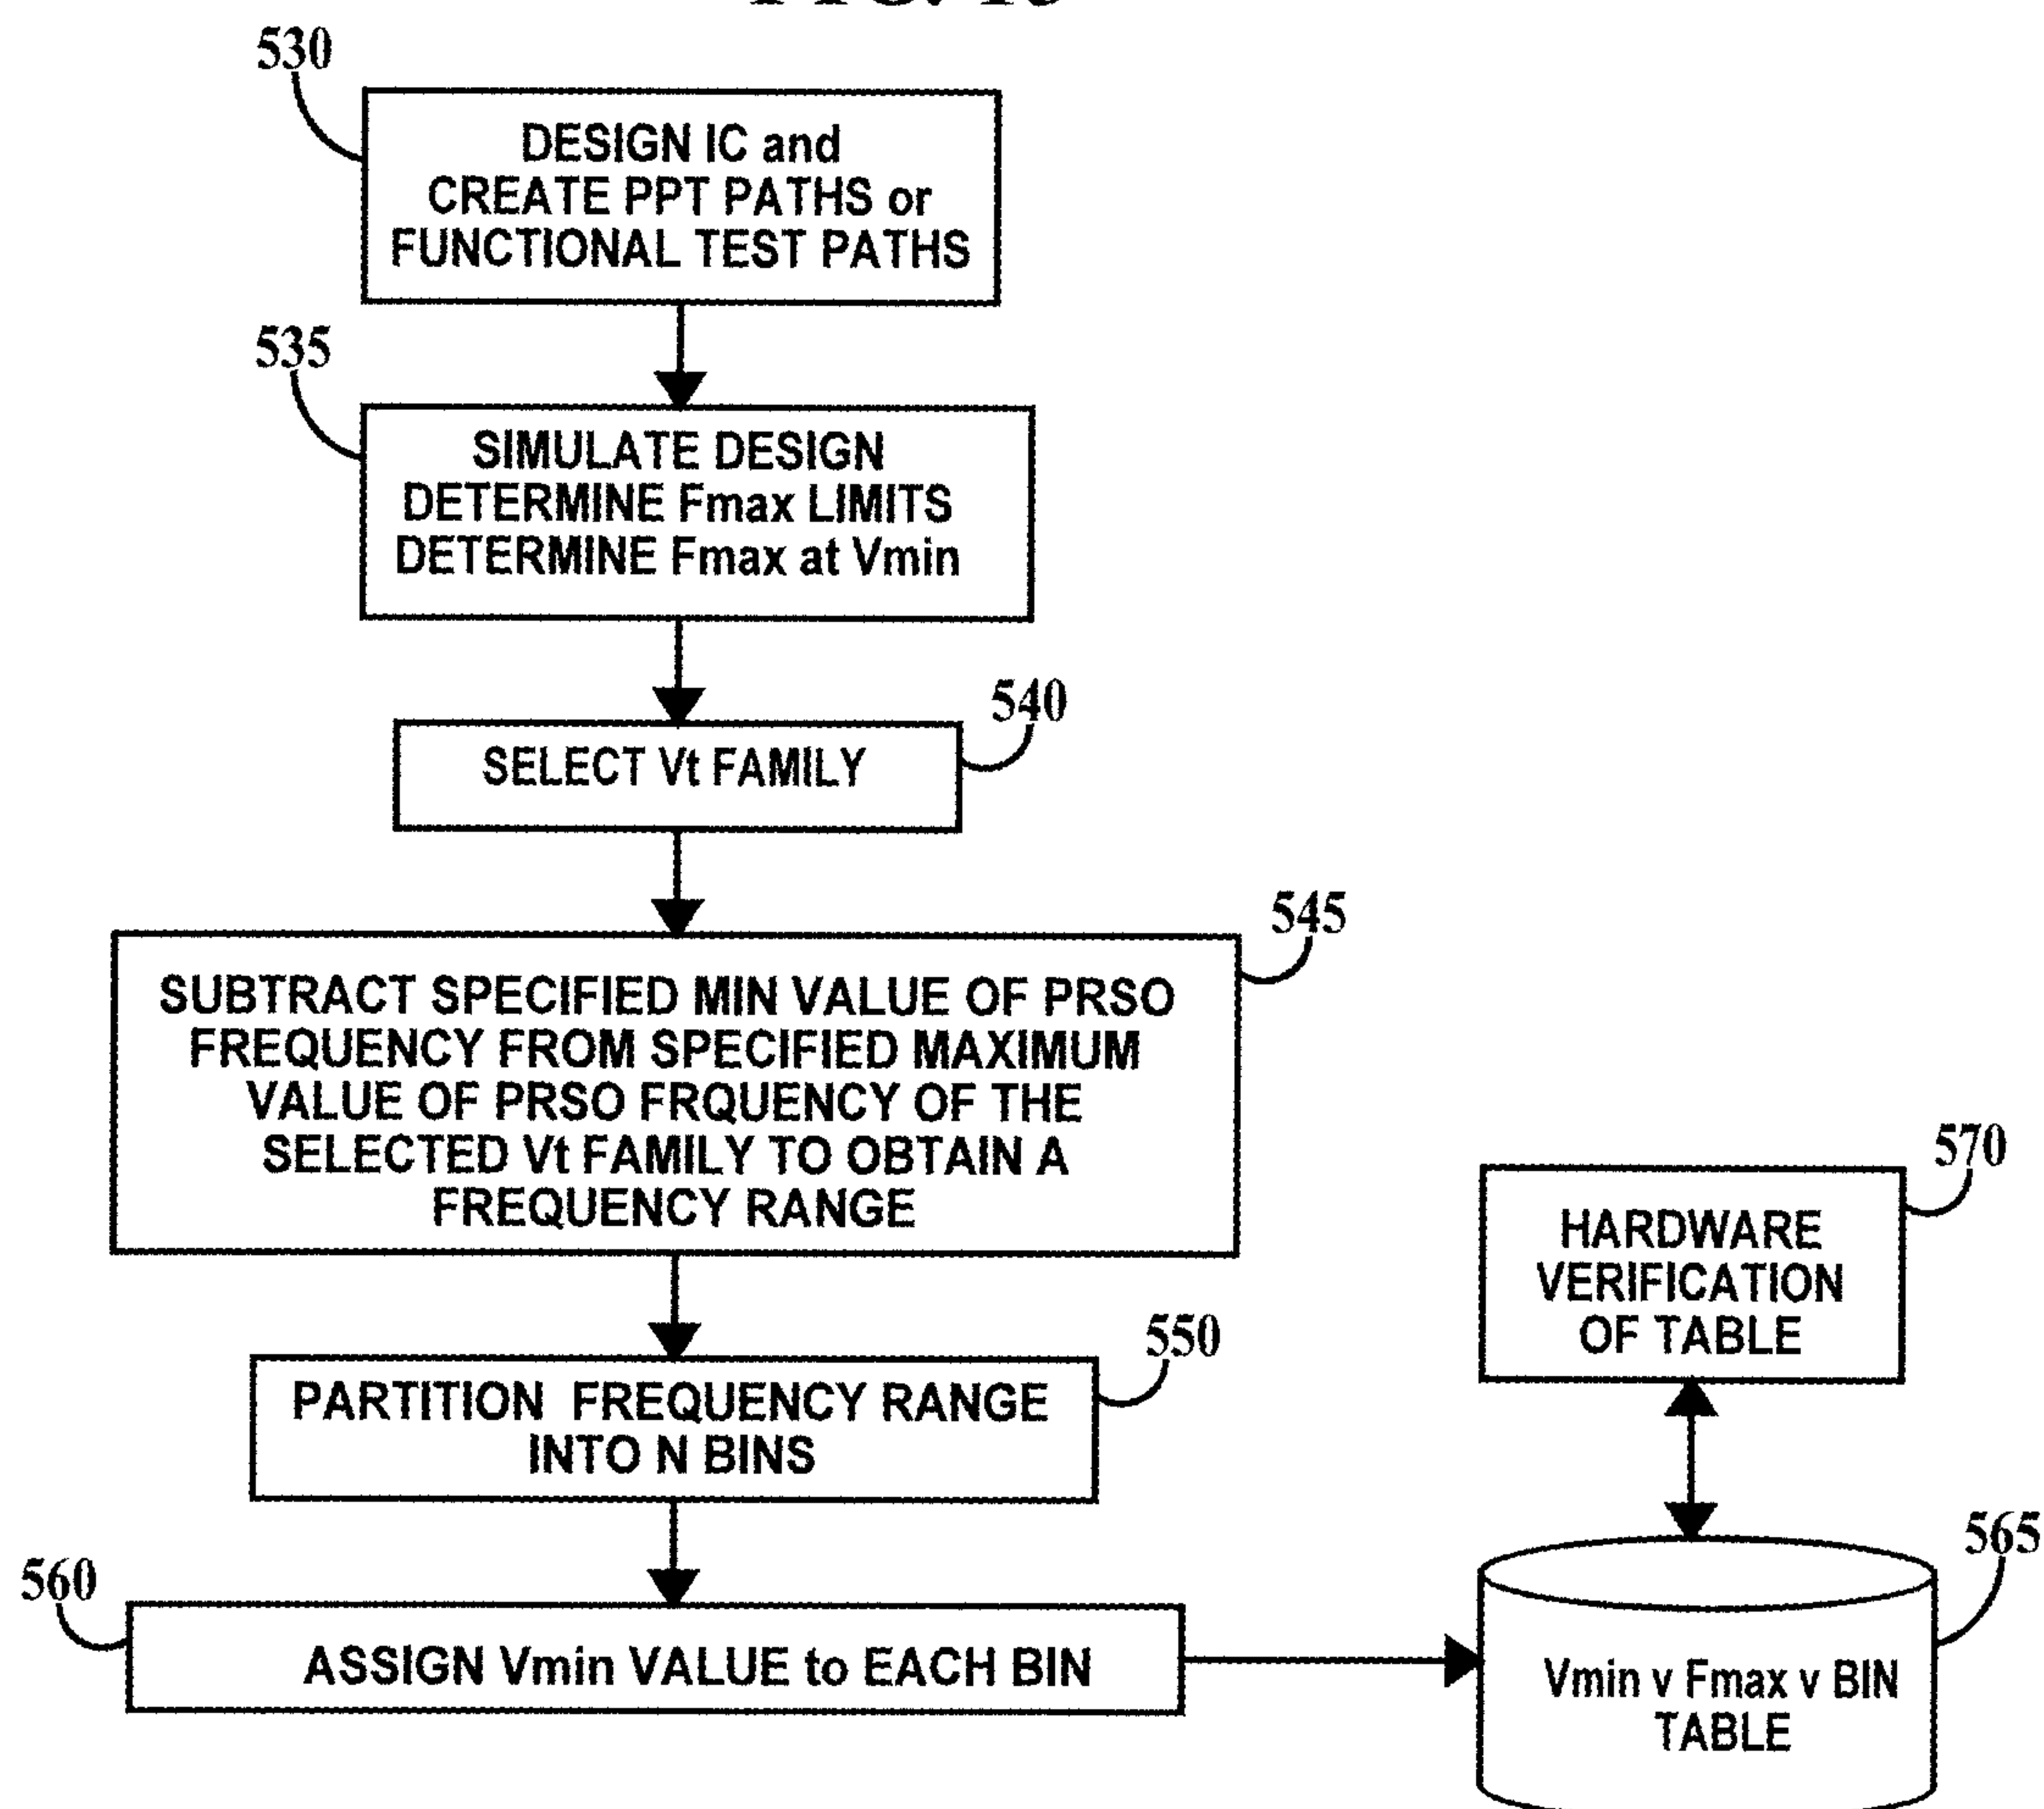 530
DESIGN IC and
CREATE PPT PATHS or
FUNCTIONAL TEST PATHS
535
SIMULATE DESIGN
DETERMINE Fmax LIMITS
DETERMINE Fmax at Vmin
540
SELECT Vt FAMILY
545
SUBTRACT SPECIFIED MIN VALUE OF PRSO
FREQUENCY FROM SPECIFIED MAXIMUM
VALUE OF PRSO FRQUENCY OF THE
SELECTED Vt FAMILY TO OBTAIN A
FREQUENCY RANGE
550
PARTITION FREQUENCY RANGE
INTO N BINS
560
ASSIGN Vmin VALUE to EACH BIN
570
HARDWARE
VERIFICATION
OF TABLE
565
Vmin v Fmax v BIN
TABLE